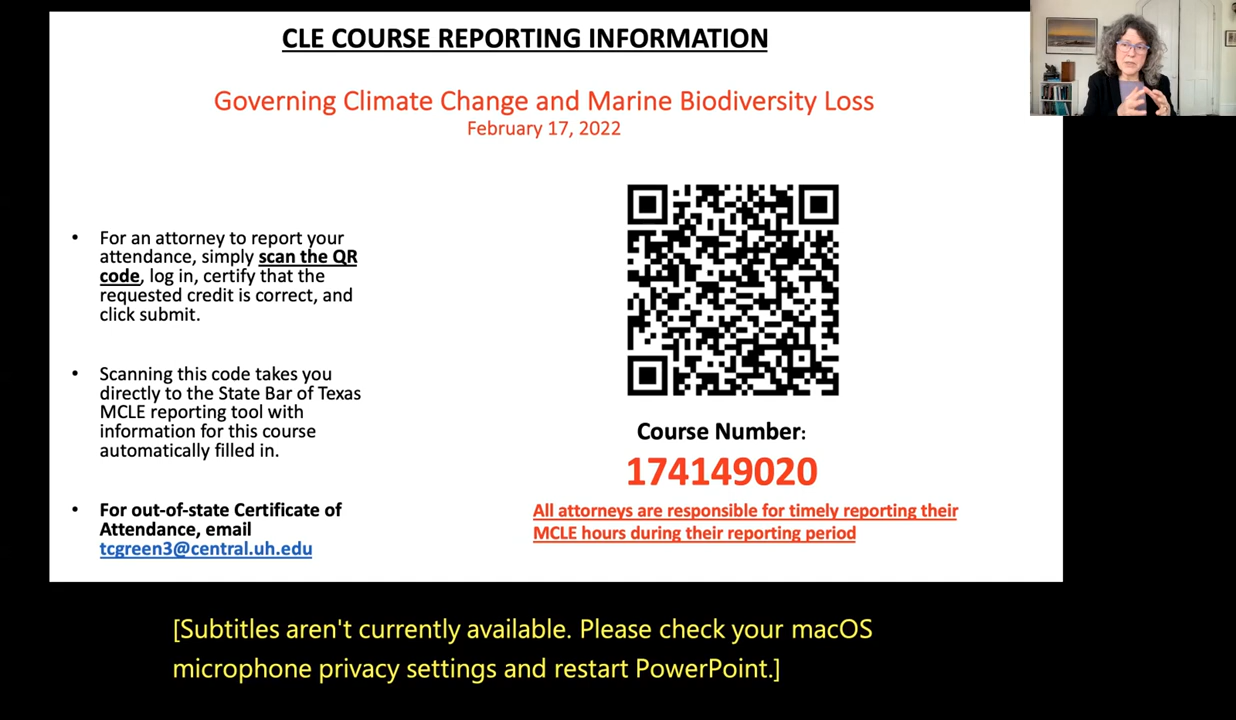 CLE COURSE REPORTING INFORMATION
Governing Climate Change and Marine Biodiversity Loss
February 17, 2022
• For an attorney to report your
attendance, simply scan the QR
code, log in, certify that the
requested credit is correct, and
click submit.
• Scanning this code takes you
directly to the State Bar of Texas
MCLE reporting tool with
information for this course
automatically filled in.
• For out-of-state Certificate of
Attendance, email
tcgreen3@central.uh.edu
Course Number:
174149020
All attorneys are responsible for timely reporting their
MCLE hours during their reporting period
[Subtitles aren't currently available. Please check your macOS
microphone privacy settings and restart PowerPoint.]